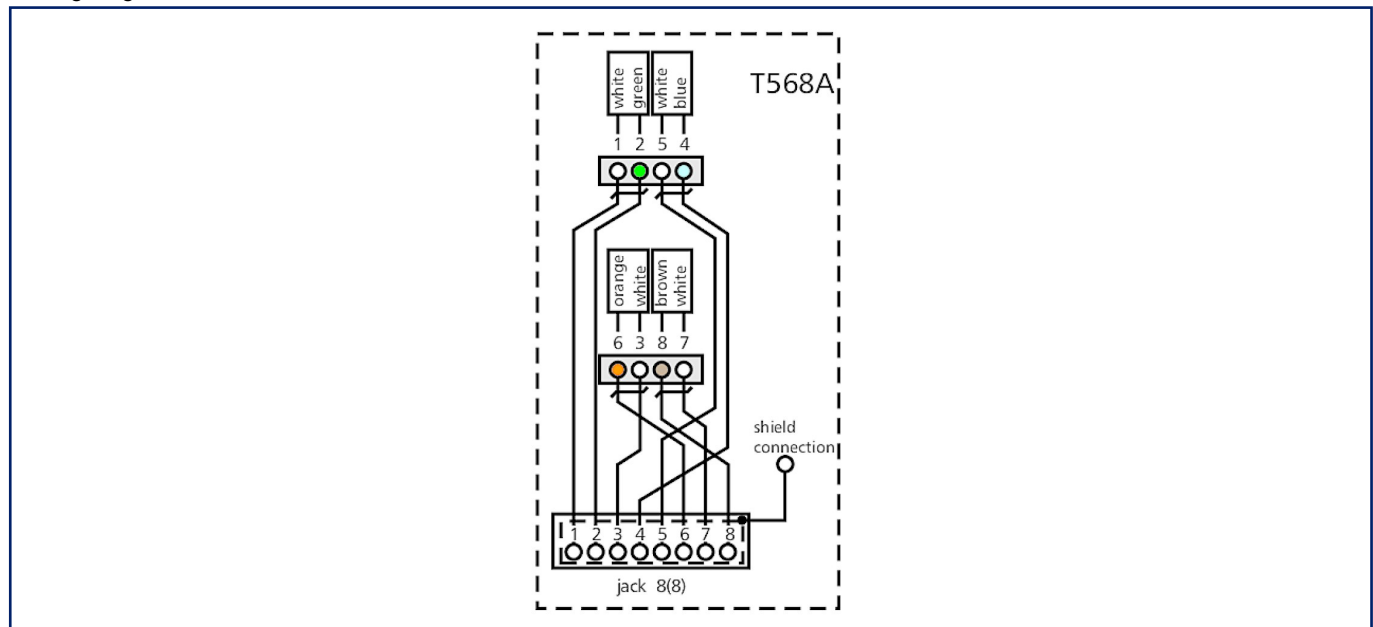 T568A
white green white blue
1 2 5 4
orange white brown white
6 3 8 7
shield
connection
1 2 3 4 5 6 7 8
jack 8(8)